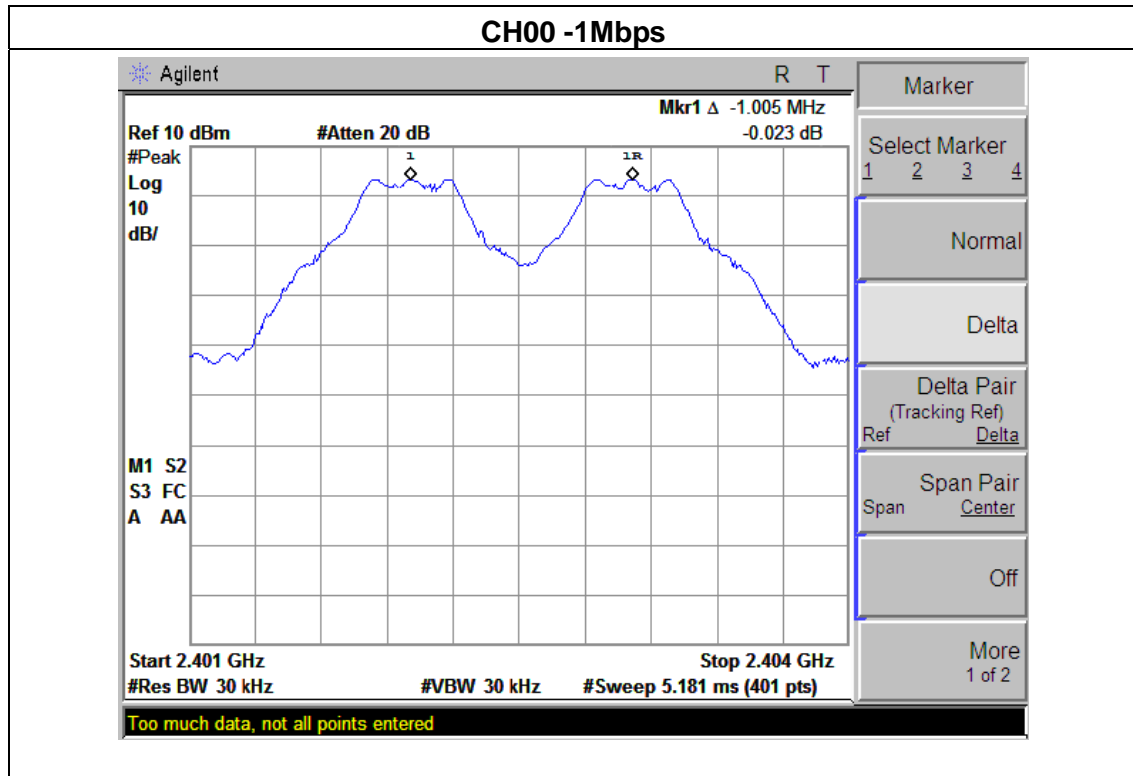 CH00 -1Mbps
Agilent R T
Mkr1 Δ -1.005 MHz
Ref 10 dBm #Atten 20 dB -0.023 dB
#Peak
Log
10
dB/
1 1R
M1 S2
S3 FC
A AA
Start 2.401 GHz Stop 2.404 GHz
#Res BW 30 kHz #VBW 30 kHz #Sweep 5.181 ms (401 pts)
Too much data, not all points entered
Marker
Select Marker
1 2 3 4
Normal
Delta
Delta Pair
(Tracking Ref)
Ref Delta
Span Pair
Span Center
Off
More
1 of 2